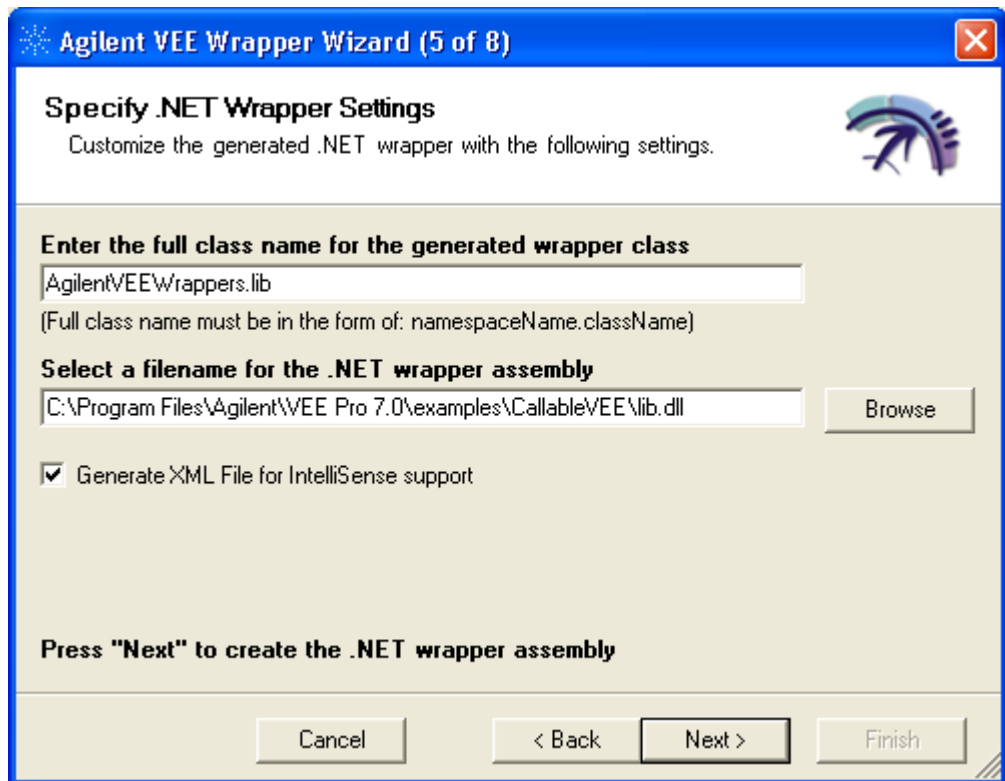 Agilent VEE Wrapper Wizard (5 of 8)
Specify .NET Wrapper Settings
Customize the generated .NET wrapper with the following settings.
Enter the full class name for the generated wrapper class
AgilentVEEWrappers.lib
(Full class name must be in the form of: namespaceName.className)
Select a filename for the .NET wrapper assembly
C:\Program Files\Agilent\VEE Pro 7.0\examples\CallableVEE\lib.dll
Browse
Generate XML File for IntelliSense support
Press "Next" to create the .NET wrapper assembly
Cancel
< Back
Next >
Finish